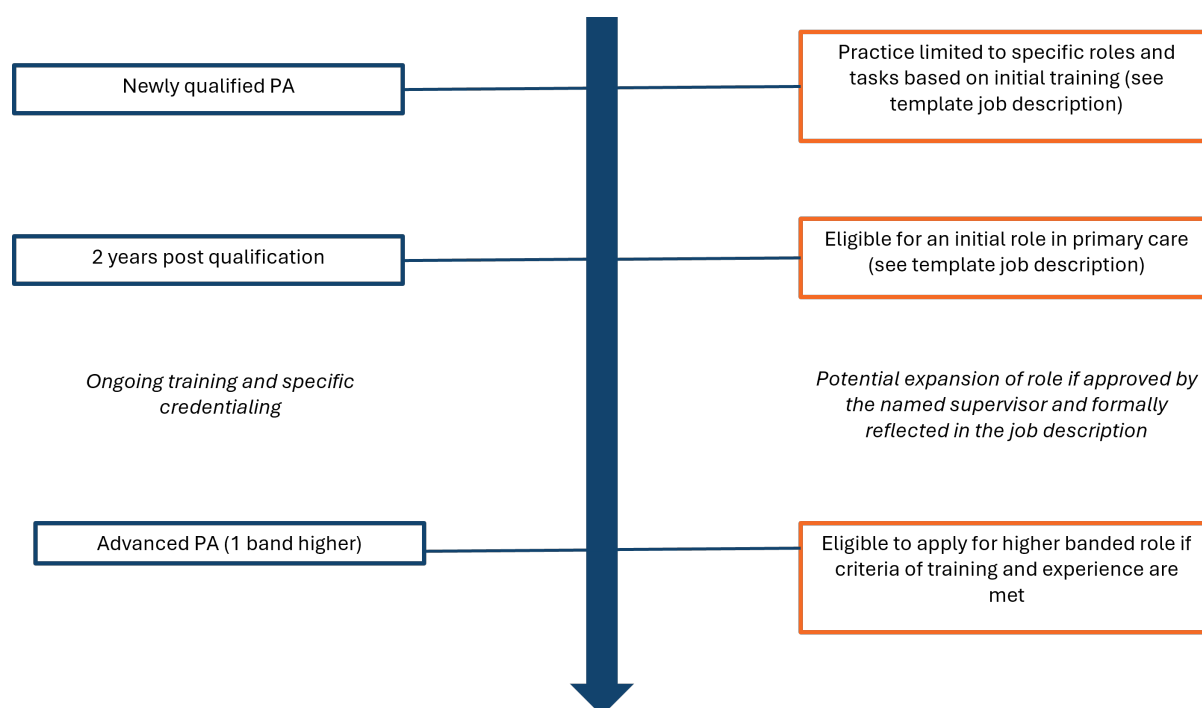 Newly qualified PA
Practice limited to specific roles and
tasks based on initial training (see
template job description)
2 years post qualification
Eligible for an initial role in primary care
(see template job description)
Ongoing training and specific
credentialing
Potential expansion of role if approved by
the named supervisor and formally
reflected in the job description
Advanced PA (1 band higher)
Eligible to apply for higher banded role if
criteria of training and experience are
met